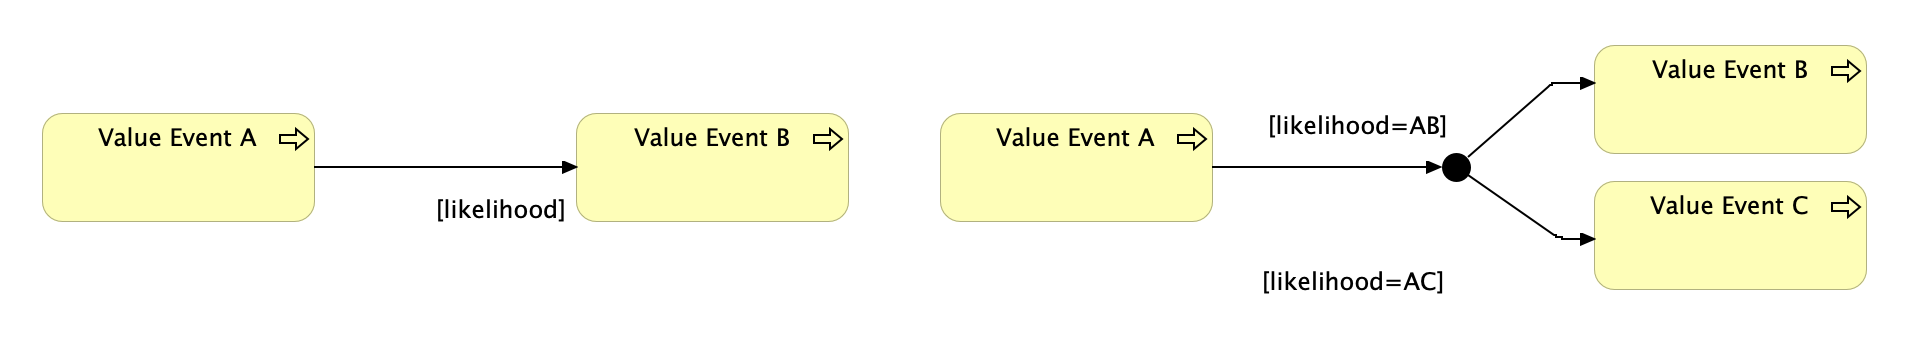 Value Event A
Value Event B
[likelihood]
Value Event A
[likelihood=AB]
Value Event B
Value Event C
[likelihood=AC]